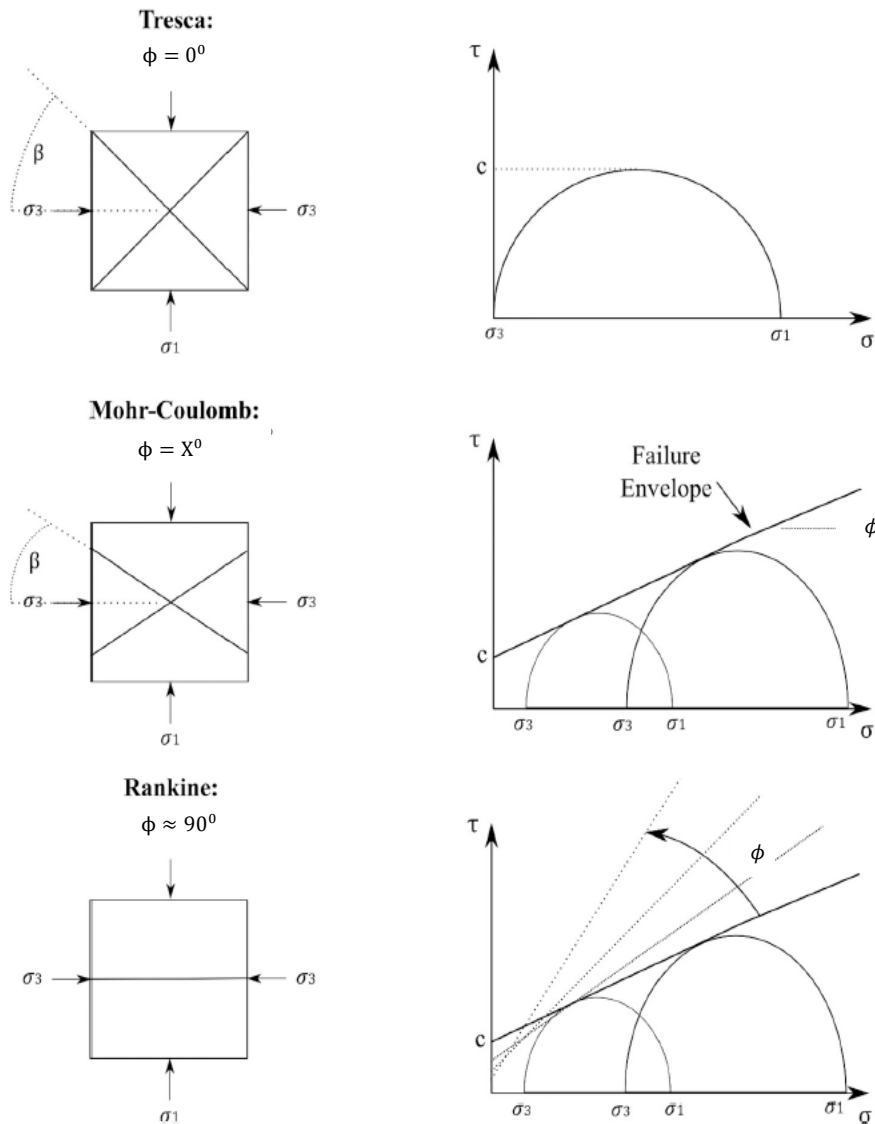 Tresca:
ϕ = 0⁰
β
σ3
σ3
σ1
τ
c
σ3
σ1
σ
Mohr-Coulomb:
ϕ = X⁰
β
σ3
σ3
σ1
τ
Failure
Envelope
ϕ
c
σ3
σ3
σ1
σ1
σ
Rankine:
ϕ ≈ 90⁰
σ3
σ3
σ1
τ
ϕ
c
σ3
σ3
σ1
σ1
σ